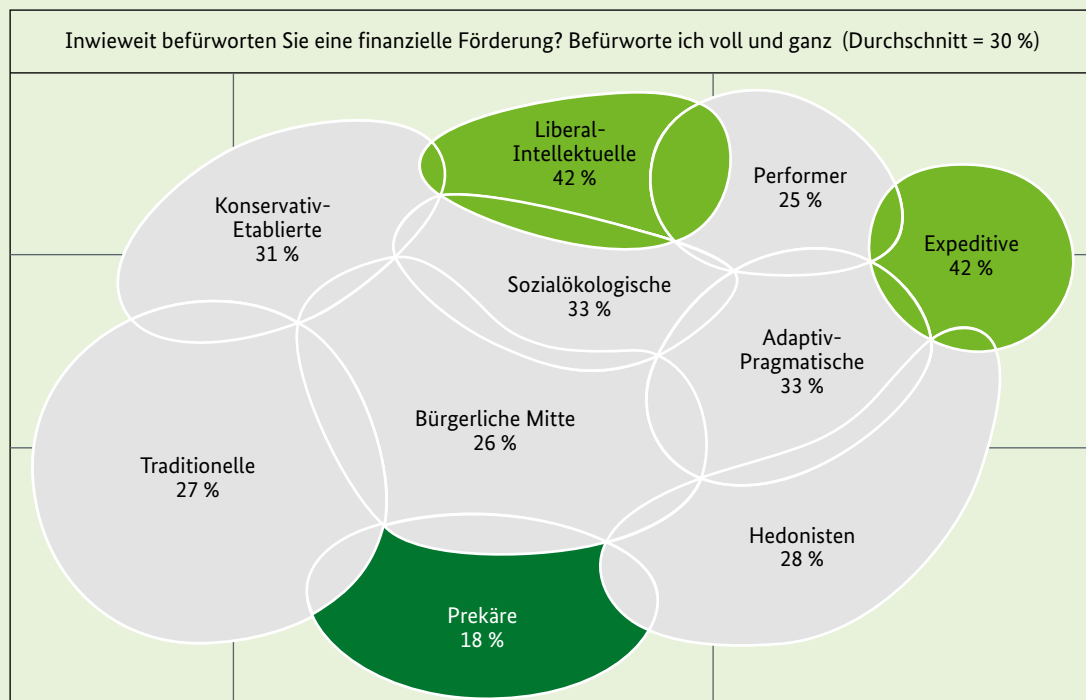 Inwieweit befürworten Sie eine finanzielle Förderung? Befürworte ich voll und ganz (Durchschnitt = 30 %)
Liberal-
Intellektuelle
42 %
Performer
25 %
Konservativ-
Etablierte
31 %
Expeditive
42 %
Sozialökologische
33 %
Adaptiv-
Pragmatische
33 %
Bürgerliche Mitte
26 %
Traditionelle
27 %
Hedonisten
28 %
Prekäre
18 %